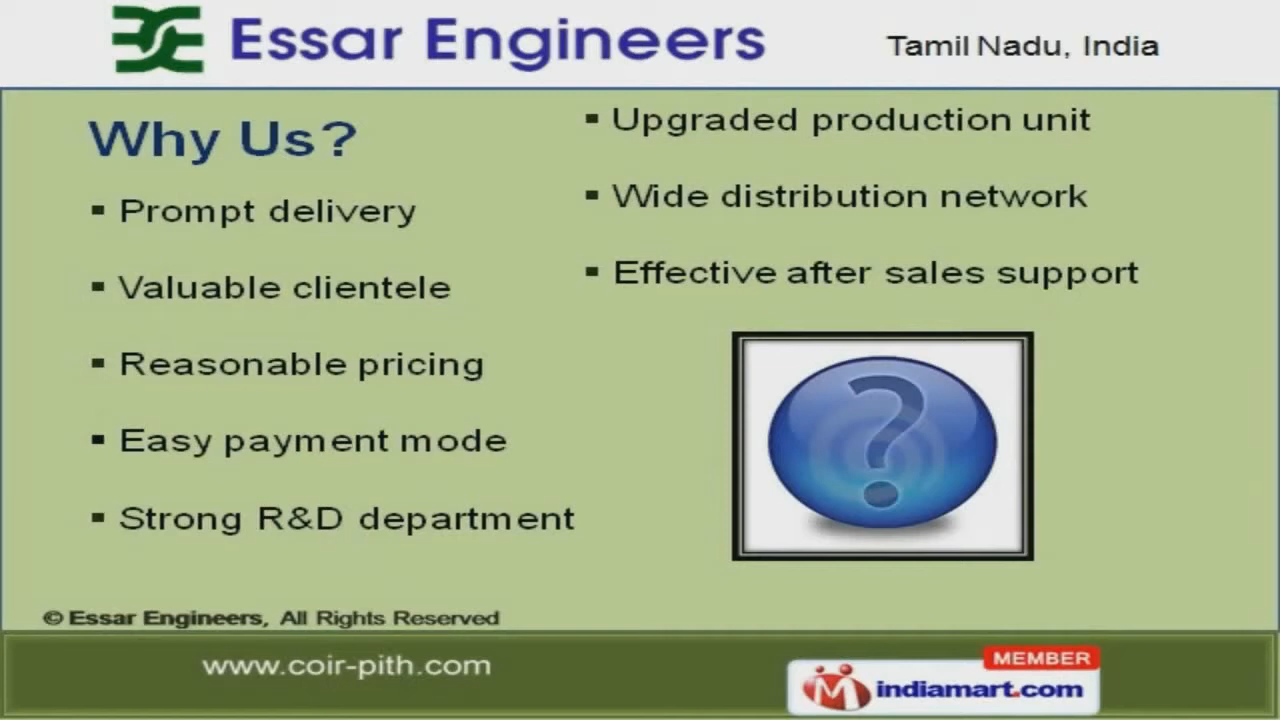 Essar Engineers
Tamil Nadu, India
Why Us?
▪ Prompt delivery
▪ Valuable clientele
▪ Reasonable pricing
▪ Easy payment mode
▪ Strong R&D department
▪ Upgraded production unit
▪ Wide distribution network
▪ Effective after sales support
?
© Essar Engineers, All Rights Reserved
www.coir-pith.com
MEMBER
indiamart.com